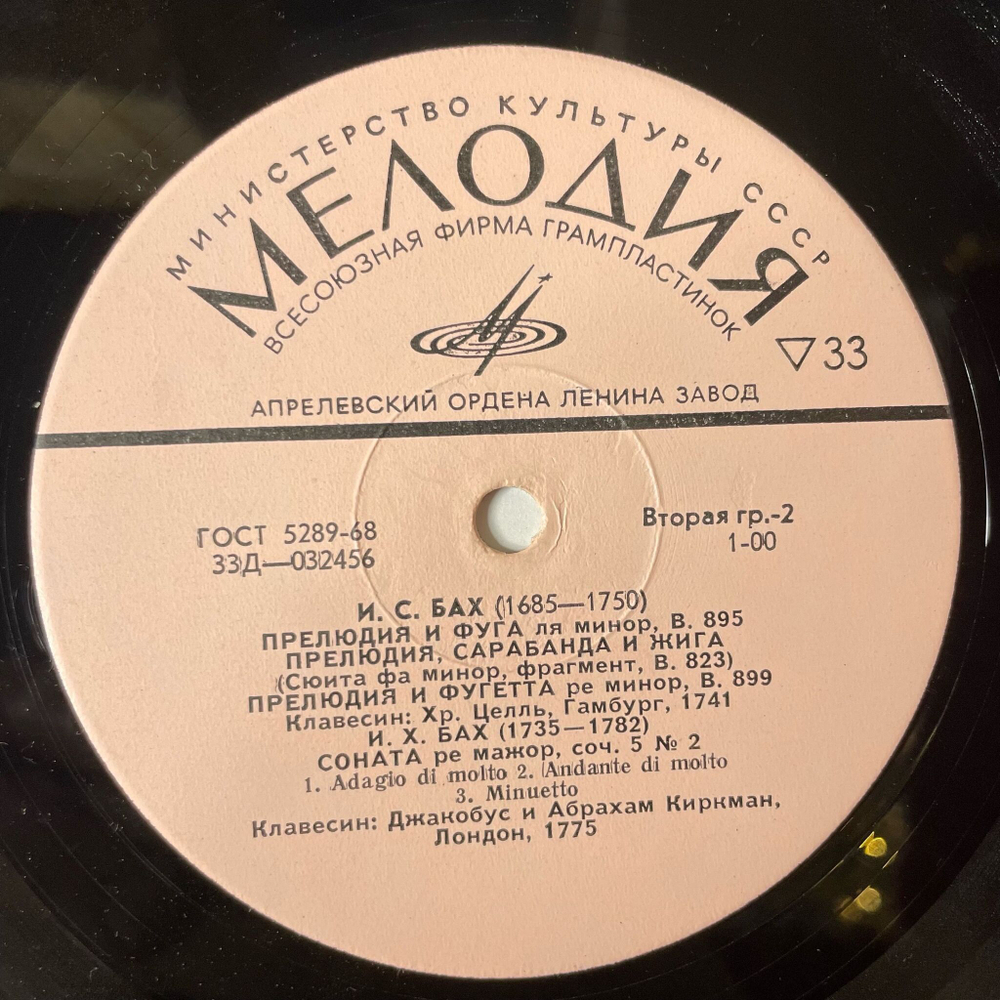 МИНИСТЕРСТВО КУЛЬТУРЫ СССР
МЕЛОДИЯ
ВСЕСОЮЗНАЯ ФИРМА ГРАМПЛАСТИНОК
▽33
АПРЕЛЕВСКИЙ ОРДЕНА ЛЕНИНА ЗАВОД
ГОСТ 5289-68
33Д—032456
Вторая гр.-2
1-00
И. С. БАХ (1685—1750)
ПРЕЛЮДИЯ И ФУГА ля минор, В. 895
ПРЕЛЮДИЯ, САРАБАНДА И ЖИГА
(Сюита фа минор, фрагмент, В. 823)
ПРЕЛЮДИЯ И ФУГЕТТА ре минор, В. 899
Клавесин: Хр. Целль, Гамбург, 1741
И. Х. БАХ (1735—1782)
СОНАТА ре мажор, соч. 5 № 2
1. Adagio di molto 2. Andante di molto
3. Minuetto
Клавесин: Джакобус и Абрахам Киркман,
Лондон, 1775